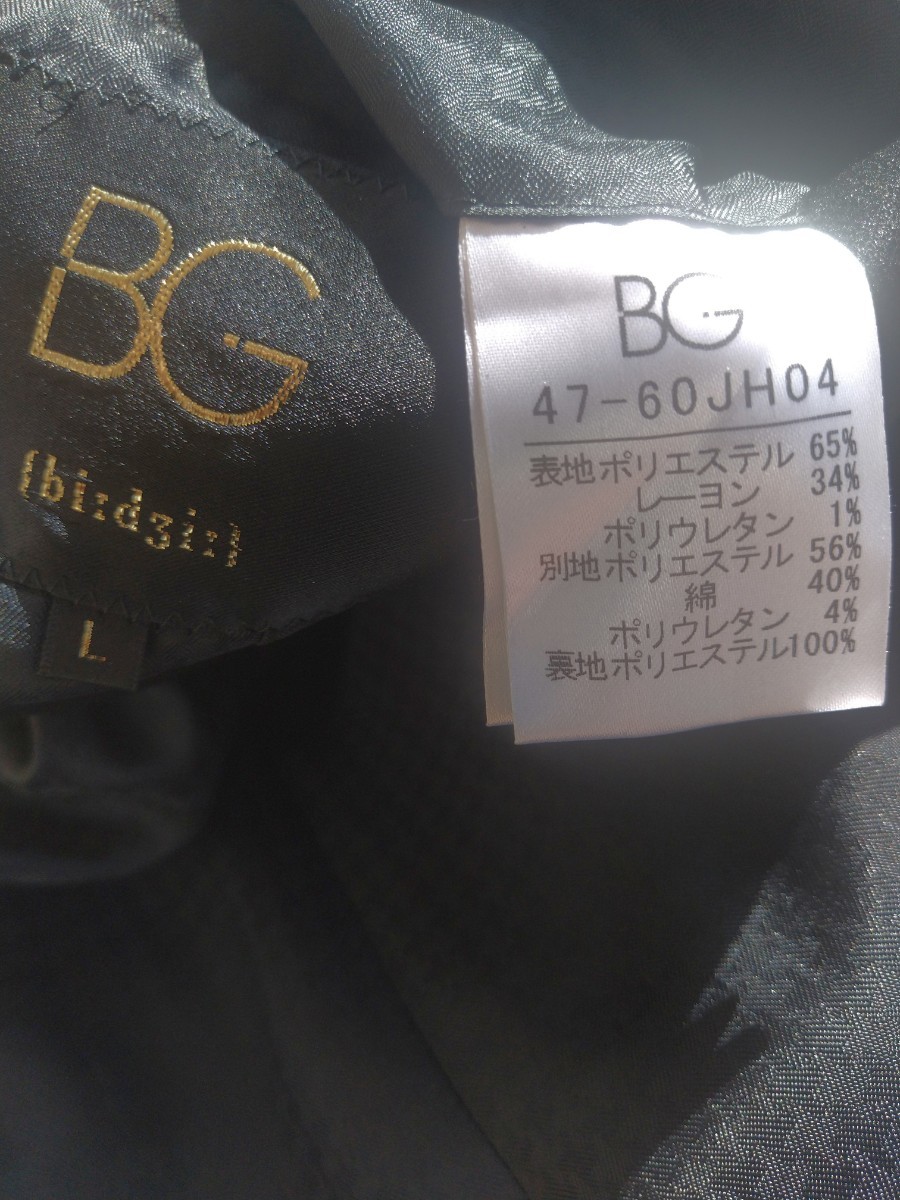 BG
{bi:rdʒi:}
L
BG
47-60JH04
表地ポリエステル 65%
レーヨン 34%
ポリウレタン 1%
別地ポリエステル 56%
綿 40%
ポリウレタン 4%
裏地ポリエステル100%